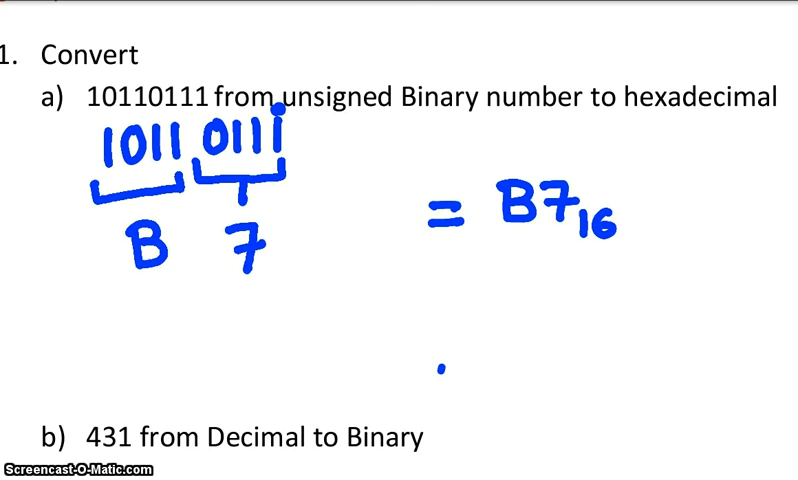 1. Convert
a) 10110111 from unsigned Binary number to hexadecimal
1011 0111
B 7 = B7₁₆
b) 431 from Decimal to Binary
Screencast-O-Matic.com